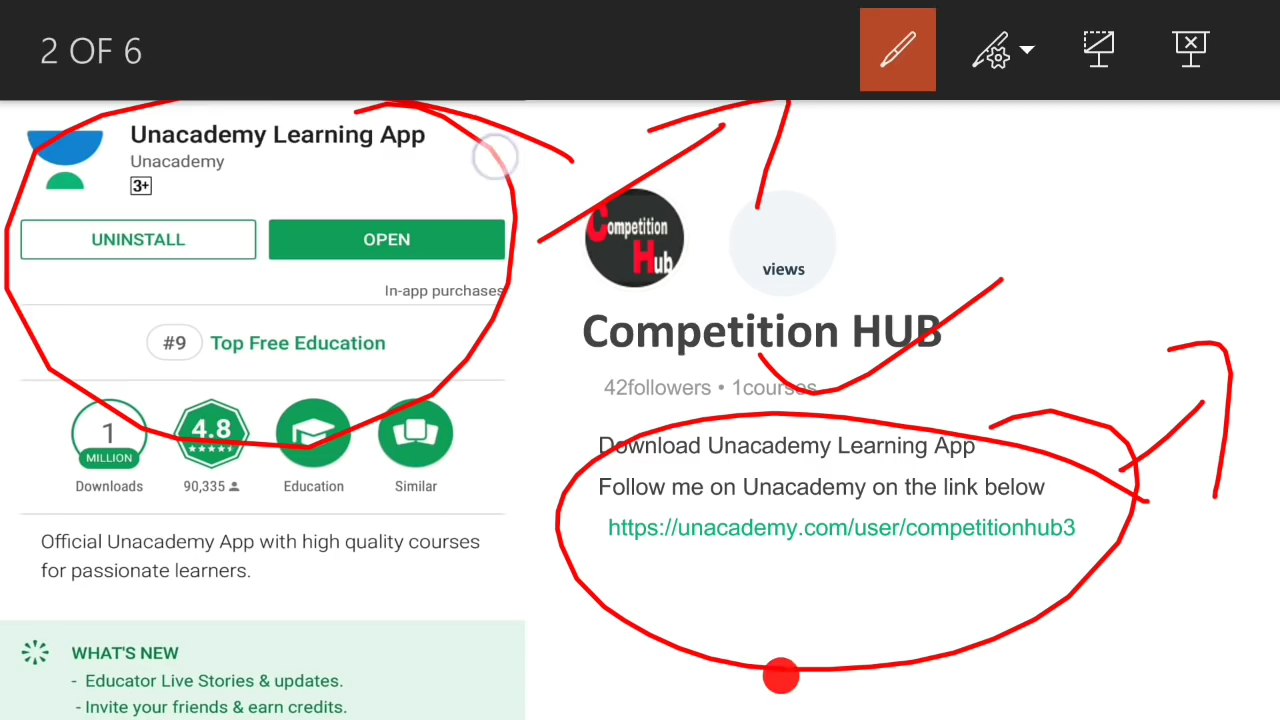 2 OF 6
Unacademy Learning App
Unacademy
3+
UNINSTALL
OPEN
In-app purchases
#9 Top Free Education
1
MILLION
4.8
Downloads
90,335
Education
Similar
Official Unacademy App with high quality courses
for passionate learners.
WHAT'S NEW
- Educator Live Stories & updates.
- Invite your friends & earn credits.
Competition
Hub
views
Competition HUB
42followers • 1courses
Download Unacademy Learning App
Follow me on Unacademy on the link below
https://unacademy.com/user/competitionhub3